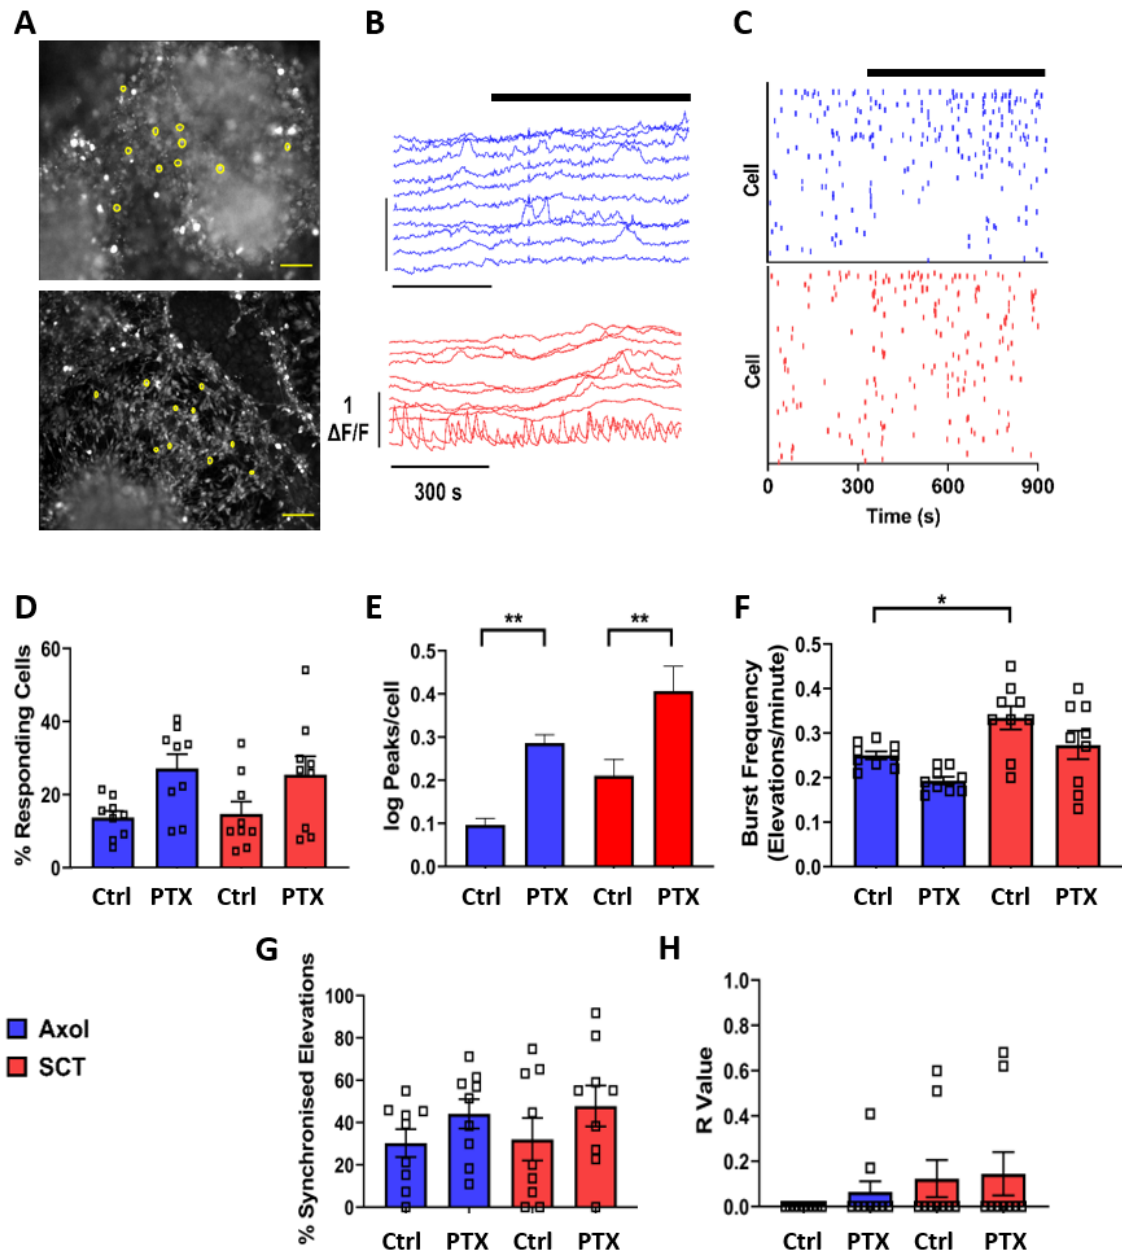 A
B
C
Cell
Cell
1
ΔF/F
300 s
0 300 600 900
Time (s)
D
E
F
% Responding Cells
60
40
20
0
Ctrl PTX Ctrl PTX
log Peaks/cell
** **
0.5
0.4
0.3
0.2
0.1
0.0
Ctrl PTX Ctrl PTX
Burst Frequency
(Elevations/minute)
*
0.5
0.4
0.3
0.2
0.1
0.0
Ctrl PTX Ctrl PTX
G
H
Axol
SCT
% Synchronised Elevations
100
80
60
40
20
0
Ctrl PTX Ctrl PTX
R Value
1.0
0.8
0.6
0.4
0.2
0.0
Ctrl PTX Ctrl PTX